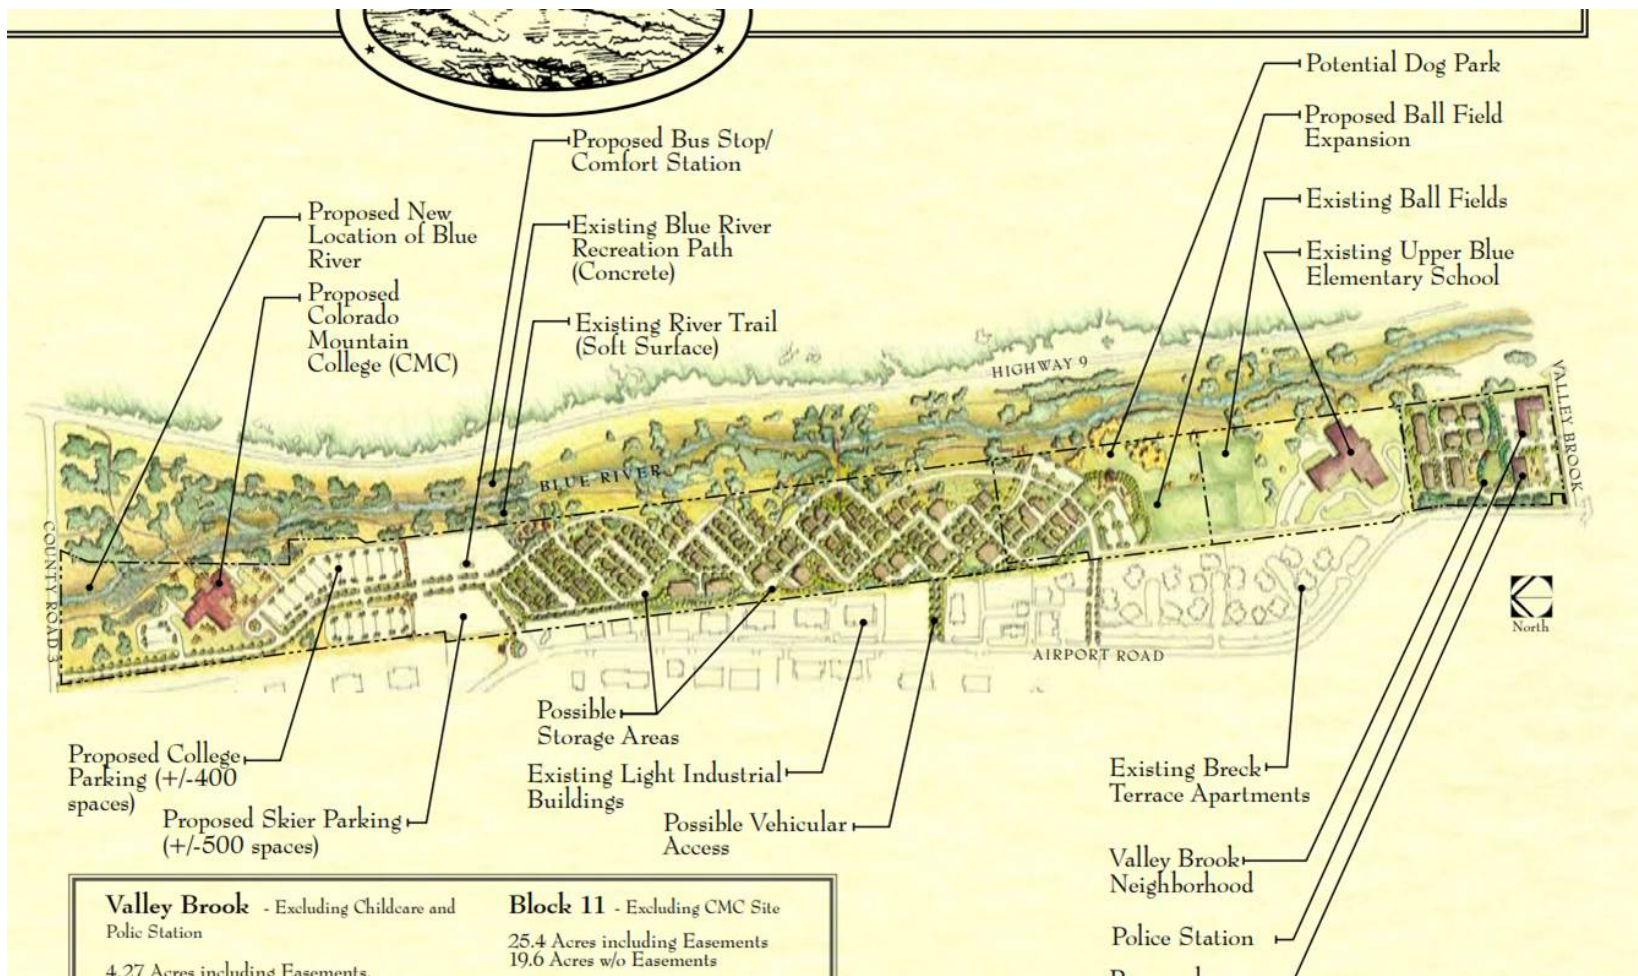 Potential Dog Park
Proposed Ball Field
Expansion
Proposed Bus Stop/
Comfort Station
Existing Ball Fields
Proposed New
Location of Blue
River
Existing Blue River
Recreation Path
(Concrete)
Existing Upper Blue
Elementary School
Proposed
Colorado
Mountain
College (CMC)
Existing River Trail
(Soft Surface)
HIGHWAY 9
VALLEY BROOK
BLUE RIVER
COUNTY ROAD 3
North
AIRPORT ROAD
Possible
Storage Areas
Proposed College
Parking (+/-400
spaces)
Existing Light Industrial
Buildings
Existing Breck
Terrace Apartments
Proposed Skier Parking
(+/-500 spaces)
Possible Vehicular
Access
Valley Brook
Neighborhood
Police Station
Valley Brook - Excluding Childcare and
Polic Station
4.27 Acres including Easements.
Block 11 - Excluding CMC Site
25.4 Acres including Easements
19.6 Acres w/o Easements